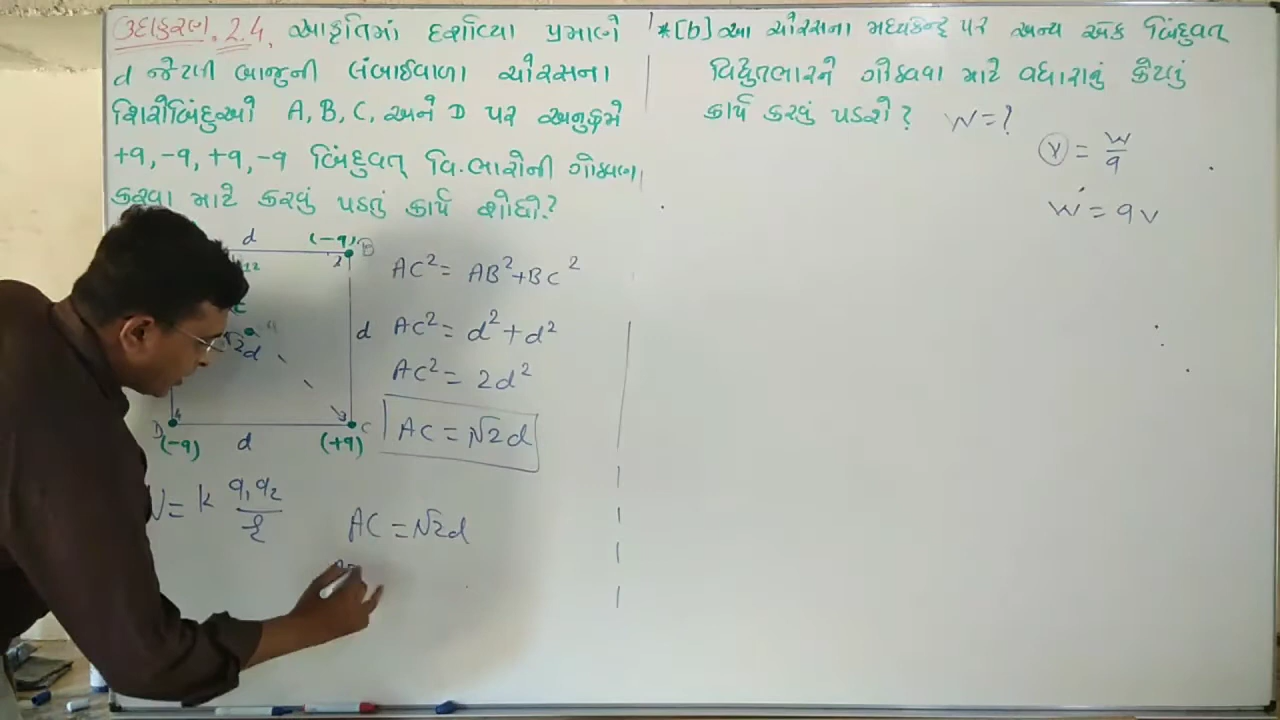 ઉદાહરણ. 2.4. આકૃતિમાં દર્શાવ્યા પ્રમાણે
d જેટલી બાજુની લંબાઈવાળા ચોરસના
શિરોબિંદુઓ A, B, C, અને D પર અનુક્રમે
+q, -q, +q, -q બિંદુવત્ વિ.ભારોની ગોઠવણ
કરવા માટે કરવું પડતું કાર્ય શોધો?
*[b] આ ચોરસના મધ્યકેન્દ્ર પર અન્ય એક બિંદુવત્
વિદ્યુતભારને ગોઠવવા માટે વધારાનું કેટલું
કાર્ય કરવું પડશે? W=?
V = W/q
W = qV
d (-q) B
d
√2d
D (-q) d (+q) C
AC² = AB²+BC²
AC² = d²+d²
AC² = 2d²
AC = √2d
U = k q₁q₂/r
AC = √2d